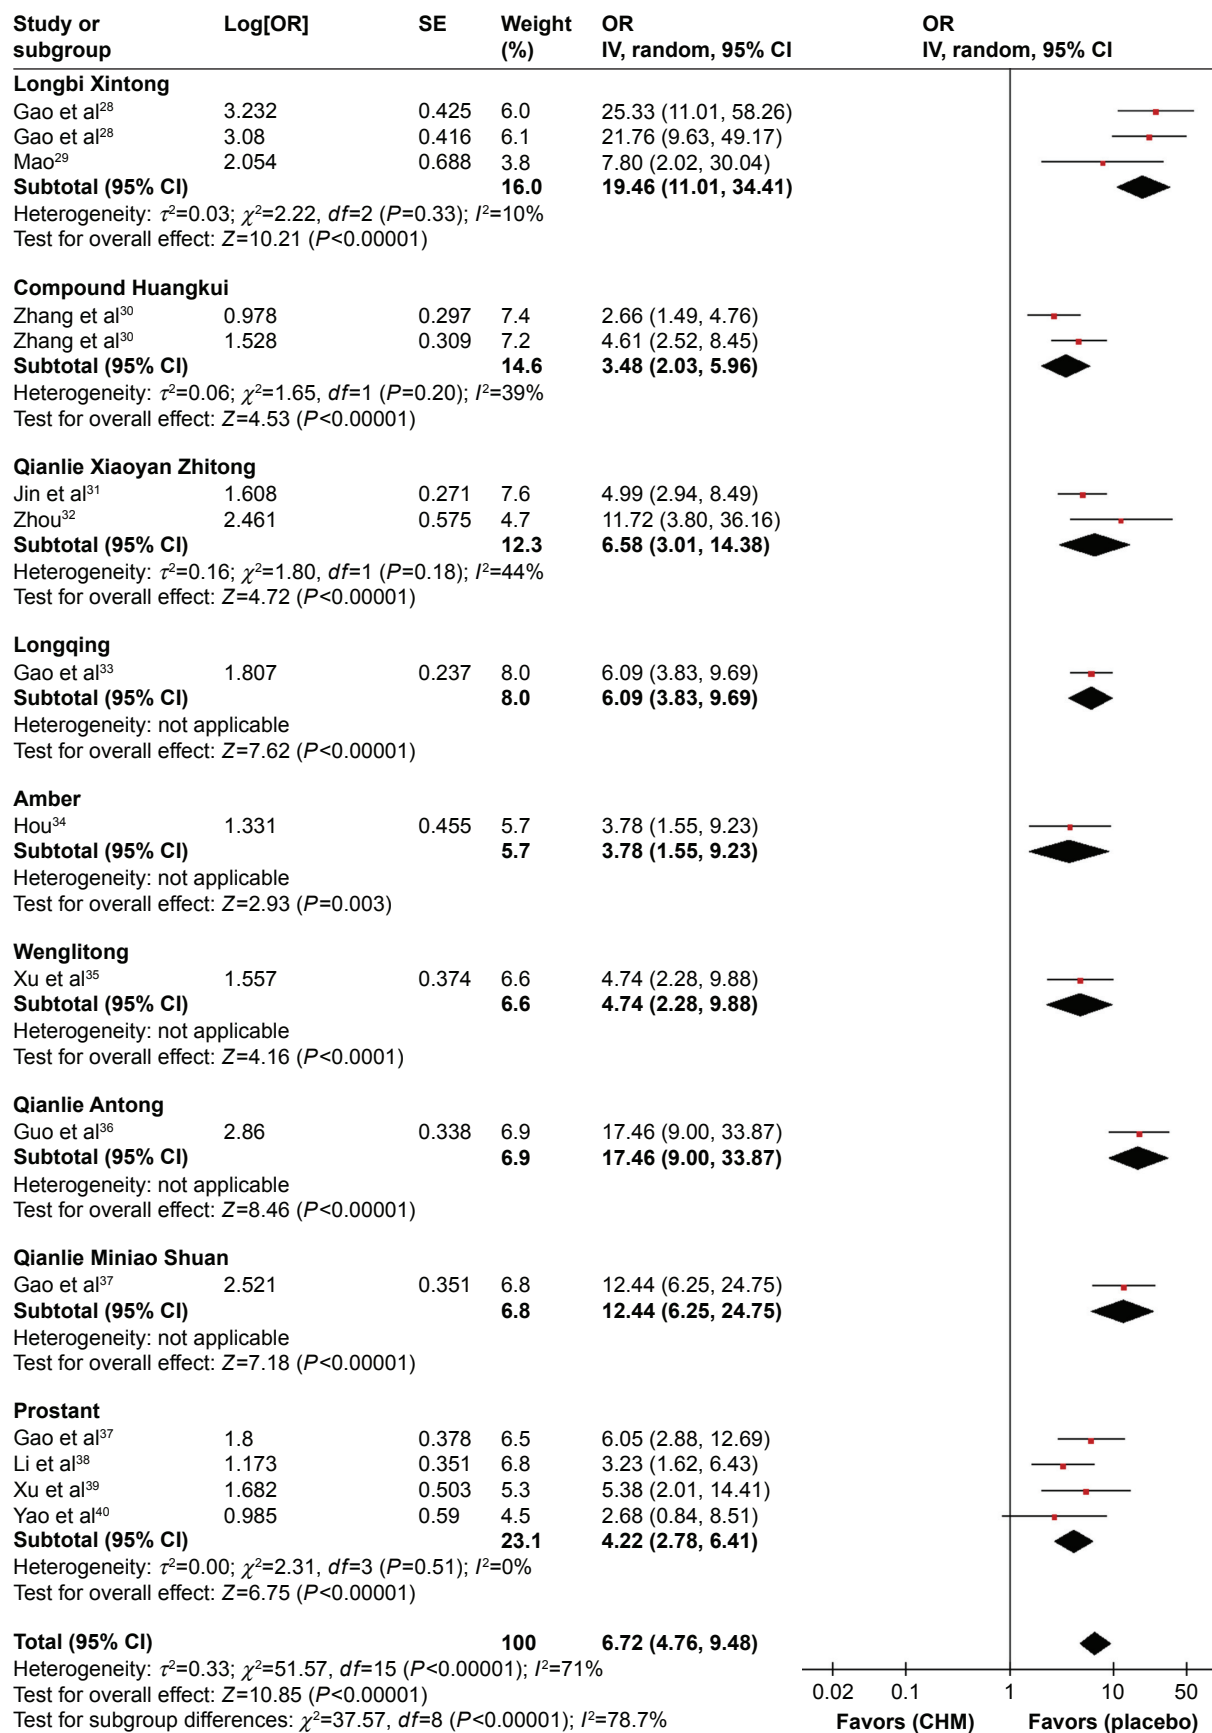 Study or subgroup Log[OR] SE Weight (%) OR IV, random, 95% CI OR IV, random, 95% CI
Longbi Xintong
Gao et al²⁸ 3.232 0.425 6.0 25.33 (11.01, 58.26)
Gao et al²⁸ 3.08 0.416 6.1 21.76 (9.63, 49.17)
Mao²⁹ 2.054 0.688 3.8 7.80 (2.02, 30.04)
Subtotal (95% CI) 16.0 19.46 (11.01, 34.41)
Heterogeneity: τ²=0.03; χ²=2.22, df=2 (P=0.33); I²=10%
Test for overall effect: Z=10.21 (P<0.00001)
Compound Huangkui
Zhang et al³⁰ 0.978 0.297 7.4 2.66 (1.49, 4.76)
Zhang et al³⁰ 1.528 0.309 7.2 4.61 (2.52, 8.45)
Subtotal (95% CI) 14.6 3.48 (2.03, 5.96)
Heterogeneity: τ²=0.06; χ²=1.65, df=1 (P=0.20); I²=39%
Test for overall effect: Z=4.53 (P<0.00001)
Qianlie Xiaoyan Zhitong
Jin et al³¹ 1.608 0.271 7.6 4.99 (2.94, 8.49)
Zhou³² 2.461 0.575 4.7 11.72 (3.80, 36.16)
Subtotal (95% CI) 12.3 6.58 (3.01, 14.38)
Heterogeneity: τ²=0.16; χ²=1.80, df=1 (P=0.18); I²=44%
Test for overall effect: Z=4.72 (P<0.00001)
Longqing
Gao et al³³ 1.807 0.237 8.0 6.09 (3.83, 9.69)
Subtotal (95% CI) 8.0 6.09 (3.83, 9.69)
Heterogeneity: not applicable
Test for overall effect: Z=7.62 (P<0.00001)
Amber
Hou³⁴ 1.331 0.455 5.7 3.78 (1.55, 9.23)
Subtotal (95% CI) 5.7 3.78 (1.55, 9.23)
Heterogeneity: not applicable
Test for overall effect: Z=2.93 (P=0.003)
Wenglitong
Xu et al³⁵ 1.557 0.374 6.6 4.74 (2.28, 9.88)
Subtotal (95% CI) 6.6 4.74 (2.28, 9.88)
Heterogeneity: not applicable
Test for overall effect: Z=4.16 (P<0.0001)
Qianlie Antong
Guo et al³⁶ 2.86 0.338 6.9 17.46 (9.00, 33.87)
Subtotal (95% CI) 6.9 17.46 (9.00, 33.87)
Heterogeneity: not applicable
Test for overall effect: Z=8.46 (P<0.00001)
Qianlie Miniao Shuan
Gao et al³⁷ 2.521 0.351 6.8 12.44 (6.25, 24.75)
Subtotal (95% CI) 6.8 12.44 (6.25, 24.75)
Heterogeneity: not applicable
Test for overall effect: Z=7.18 (P<0.00001)
Prostant
Gao et al³⁷ 1.8 0.378 6.5 6.05 (2.88, 12.69)
Li et al³⁸ 1.173 0.351 6.8 3.23 (1.62, 6.43)
Xu et al³⁹ 1.682 0.503 5.3 5.38 (2.01, 14.41)
Yao et al⁴⁰ 0.985 0.59 4.5 2.68 (0.84, 8.51)
Subtotal (95% CI) 23.1 4.22 (2.78, 6.41)
Heterogeneity: τ²=0.00; χ²=2.31, df=3 (P=0.51); I²=0%
Test for overall effect: Z=6.75 (P<0.00001)
Total (95% CI) 100 6.72 (4.76, 9.48)
Heterogeneity: τ²=0.33; χ²=51.57, df=15 (P<0.00001); I²=71%
Test for overall effect: Z=10.85 (P<0.00001)
Test for subgroup differences: χ²=37.57, df=8 (P<0.00001); I²=78.7%
0.02 0.1 1 10 50
Favors (CHM) Favors (placebo)